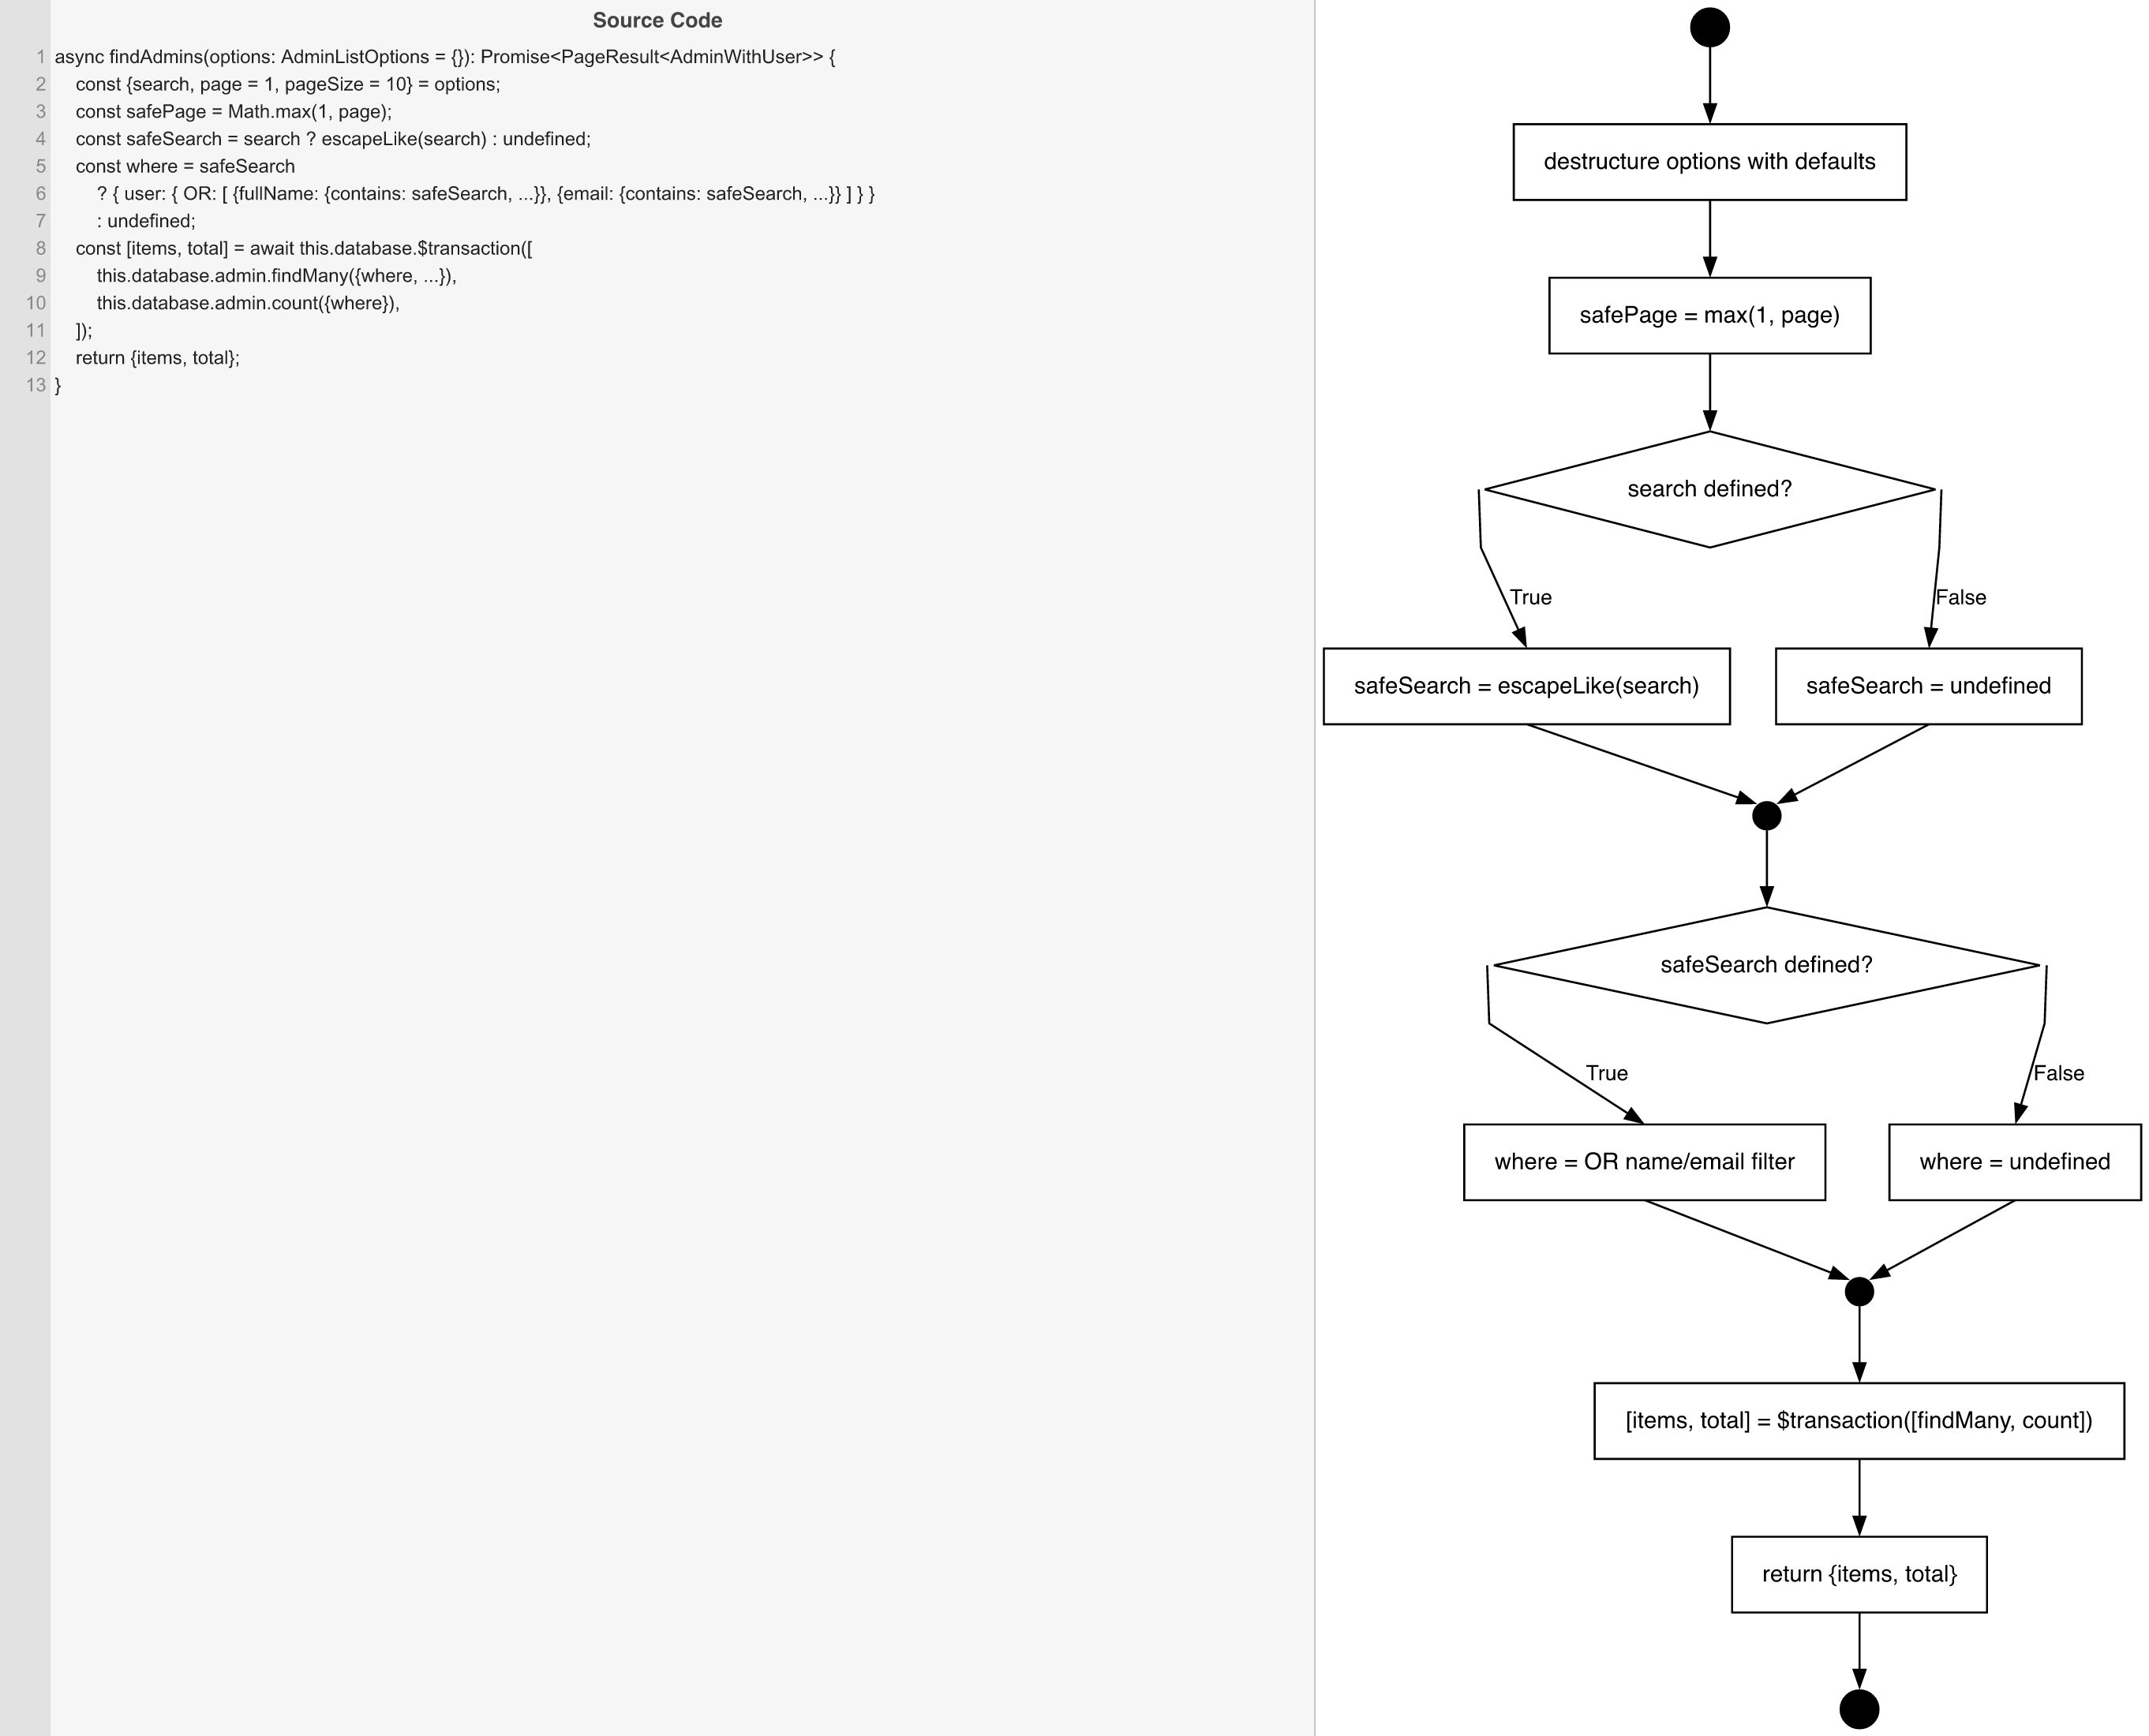 Source Code
1 async findAdmins(options: AdminListOptions = {}): Promise<PageResult<AdminWithUser>> {
2 const {search, page = 1, pageSize = 10} = options;
3 const safePage = Math.max(1, page);
4 const safeSearch = search ? escapeLike(search) : undefined;
5 const where = safeSearch
6 ? { user: { OR: [ {fullName: {contains: safeSearch, ...}}, {email: {contains: safeSearch, ...}} ] } }
7 : undefined;
8 const [items, total] = await this.database.$transaction([
9 this.database.admin.findMany({where, ...}),
10 this.database.admin.count({where}),
11 ]);
12 return {items, total};
13 }
destructure options with defaults
safePage = max(1, page)
search defined?
True
False
safeSearch = escapeLike(search)
safeSearch = undefined
safeSearch defined?
True
False
where = OR name/email filter
where = undefined
[items, total] = $transaction([findMany, count])
return {items, total}